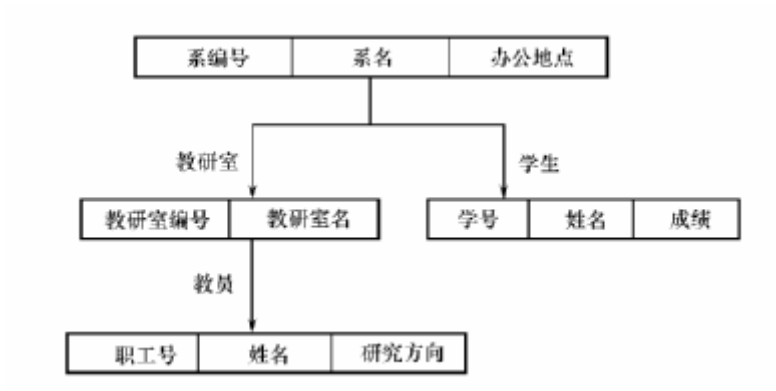 系编号 系名 办公地点
教研室 学生
教研室编号 教研室名 学号 姓名 成绩
教员
职工号 姓名 研究方向